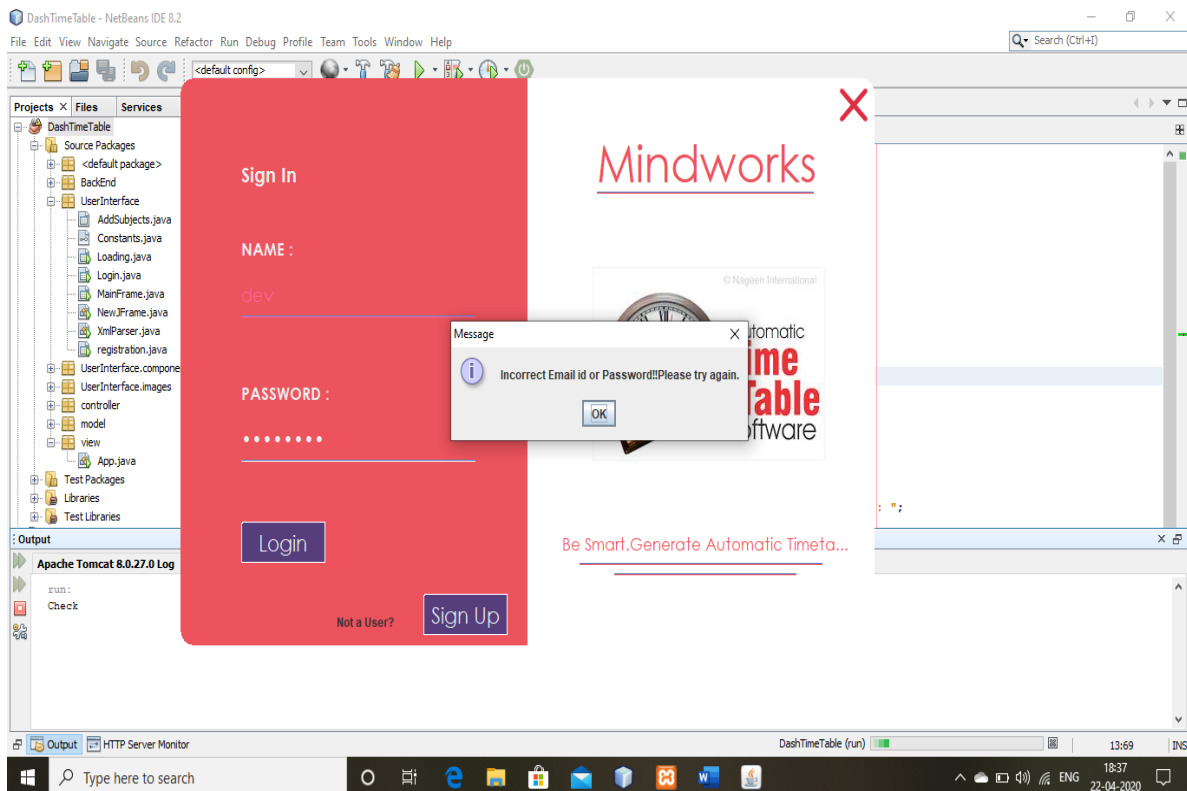 DashTimeTable - NetBeans IDE 8.2
File Edit View Navigate Source Refactor Run Debug Profile Team Tools Window Help
Search (Ctrl+I)
<default config>
Projects Files Services
DashTimeTable
Source Packages
<default package>
BackEnd
UserInterface
AddSubjects.java
Constants.java
Loading.java
Login.java
MainFrame.java
NewJFrame.java
XmlParser.java
registration.java
UserInterface.compone
UserInterface.images
controller
model
view
App.java
Test Packages
Libraries
Test Libraries
Sign In
NAME :
dev
PASSWORD :
Login
Not a User?
Sign Up
Mindworks
© Nageen International
utomatic
ime
Table
oftware
Be Smart.Generate Automatic Timeta...
Message X
Incorrect Email id or Password!!Please try again.
OK
: ";
Output
Apache Tomcat 8.0.27.0 Log
run:
Check
Output HTTP Server Monitor
DashTimeTable (run)
13:69 INS
Type here to search
ENG
18:37
22-04-2020